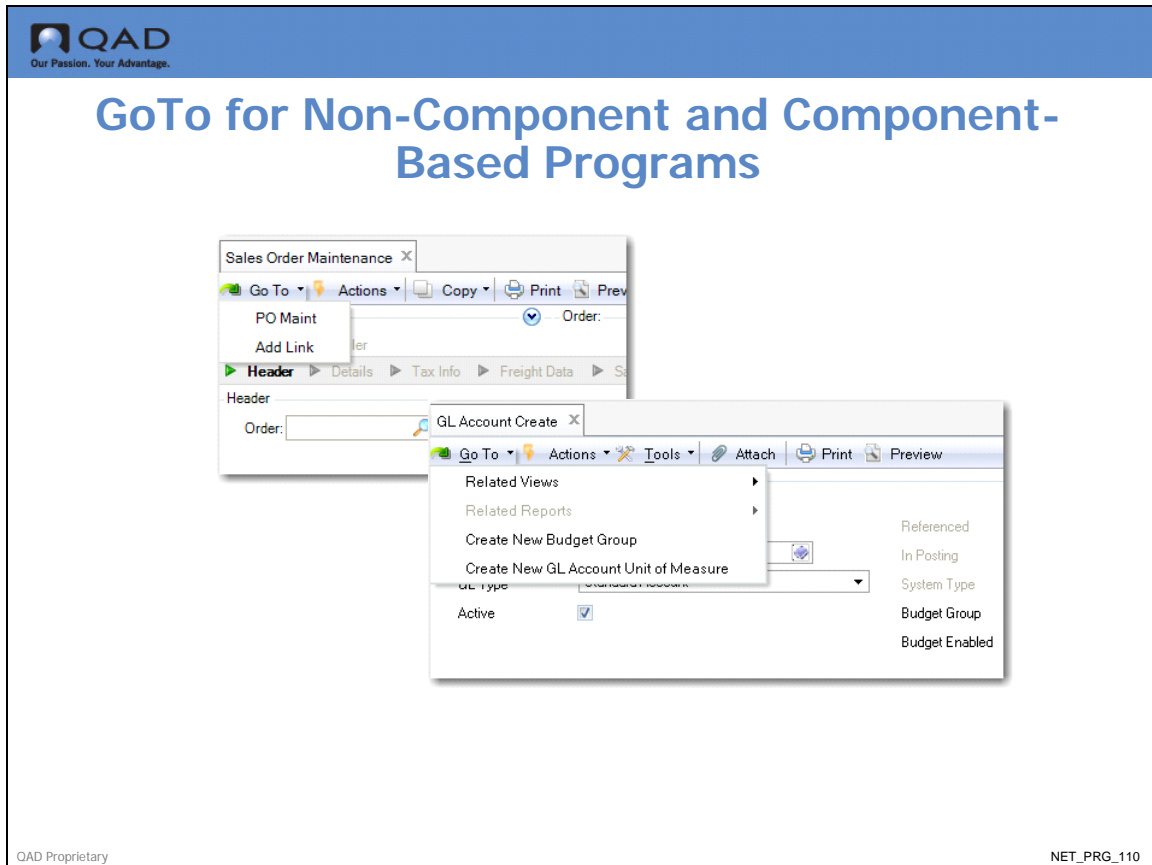 QAD
Our Passion. Your Advantage.
GoTo for Non-Component and Component-
Based Programs
Sales Order Maintenance
Go To Actions Copy Print Prev
PO Maint
Order:
Add Link
Header Details Tax Info Freight Data
Header
Order:
GL Account Create
Go To Actions Tools Attach Print Preview
Related Views
Related Reports
Referenced
Create New Budget Group
In Posting
Create New GL Account Unit of Measure
GL Type
System Type
Active
Budget Group
Budget Enabled
QAD Proprietary
NET_PRG_110